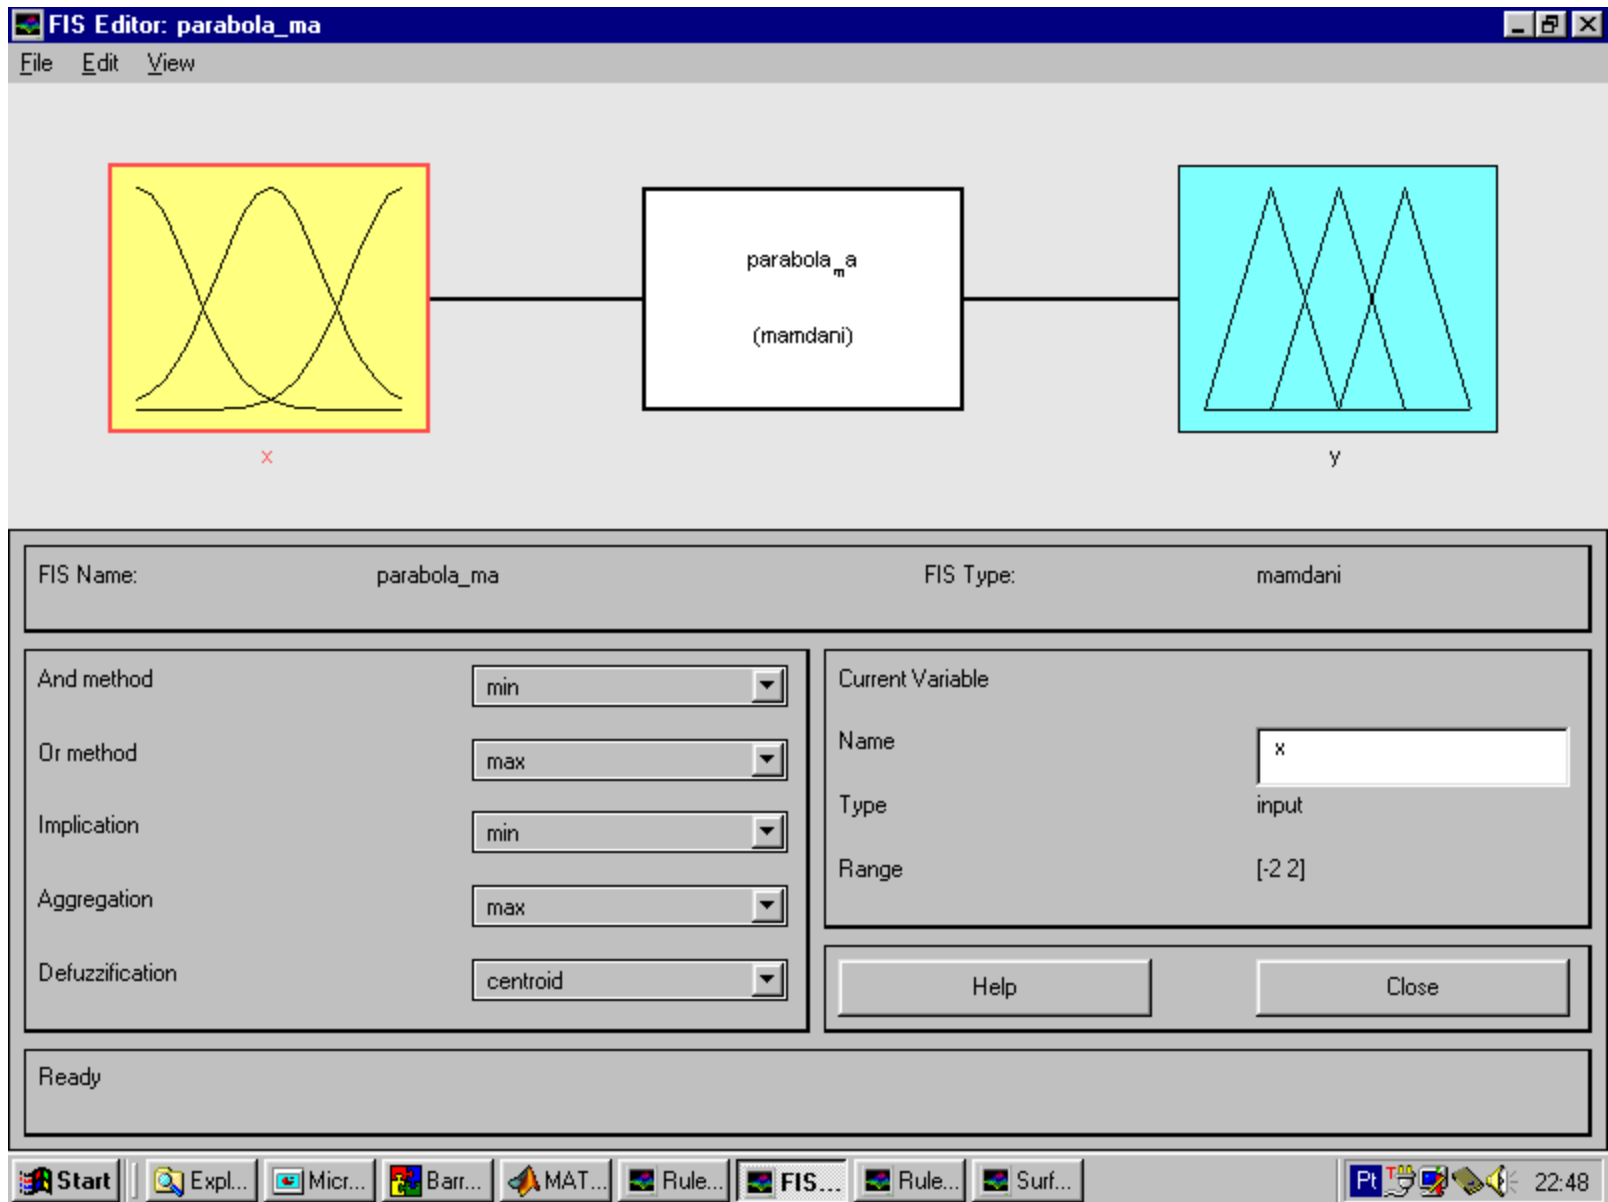 FIS Editor: parabola_ma
File Edit View
parabola_ma
(mamdani)
x
y
FIS Name: parabola_ma FIS Type: mamdani
And method min
Or method max
Implication min
Aggregation max
Defuzzification centroid
Current Variable
Name x
Type input
Range [-2 2]
Help Close
Ready
Start Expl... Micr... Barr... MAT... Rule... FIS... Rule... Surf... Pt 22:48